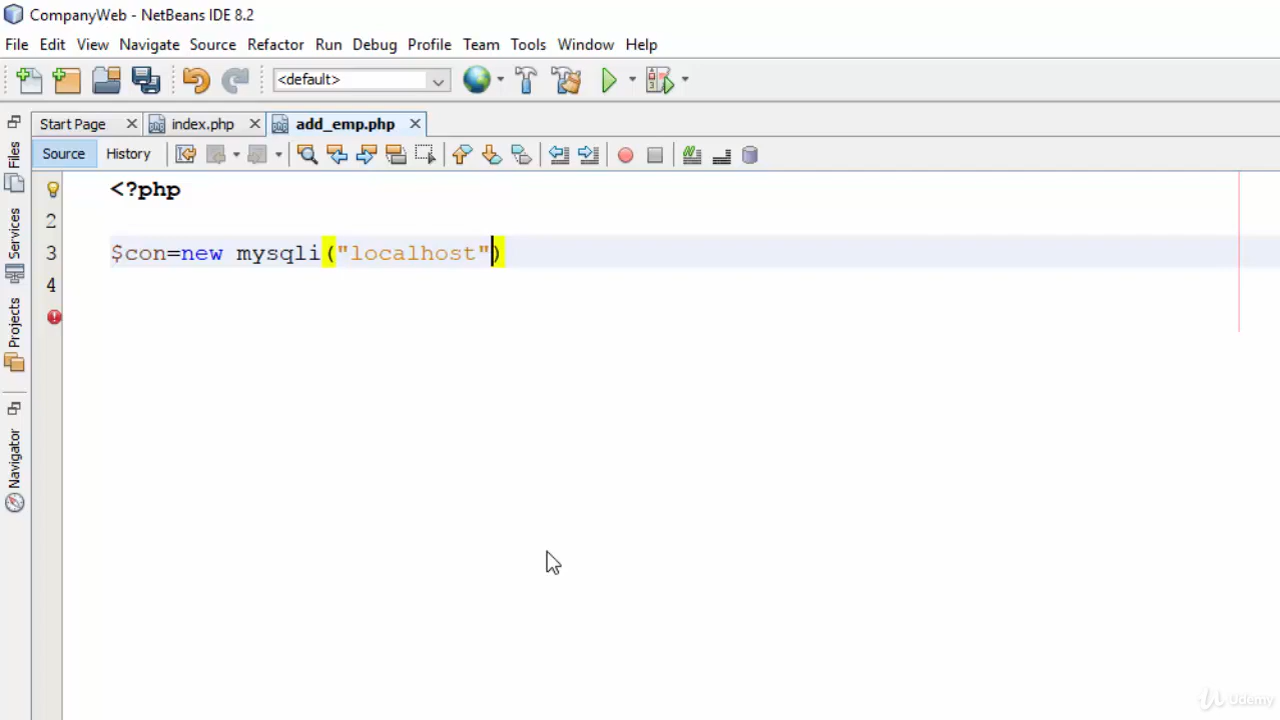 CompanyWeb - NetBeans IDE 8.2
File Edit View Navigate Source Refactor Run Debug Profile Team Tools Window Help
<default>
Start Page index.php add_emp.php
Source History
Files
Services
Projects
Navigator
<?php
2
3 $con=new mysqli("localhost")
4
Udemy